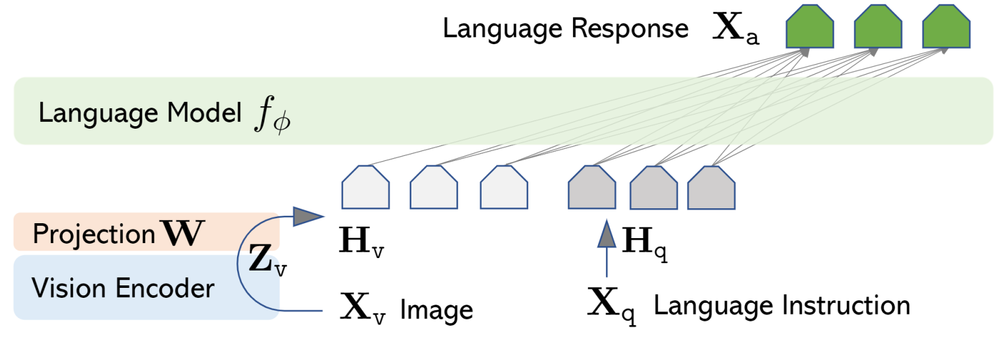 Language Response X_a
Language Model f_ϕ
Projection W
H_v
H_q
Z_v
Vision Encoder
X_v Image
X_q Language Instruction